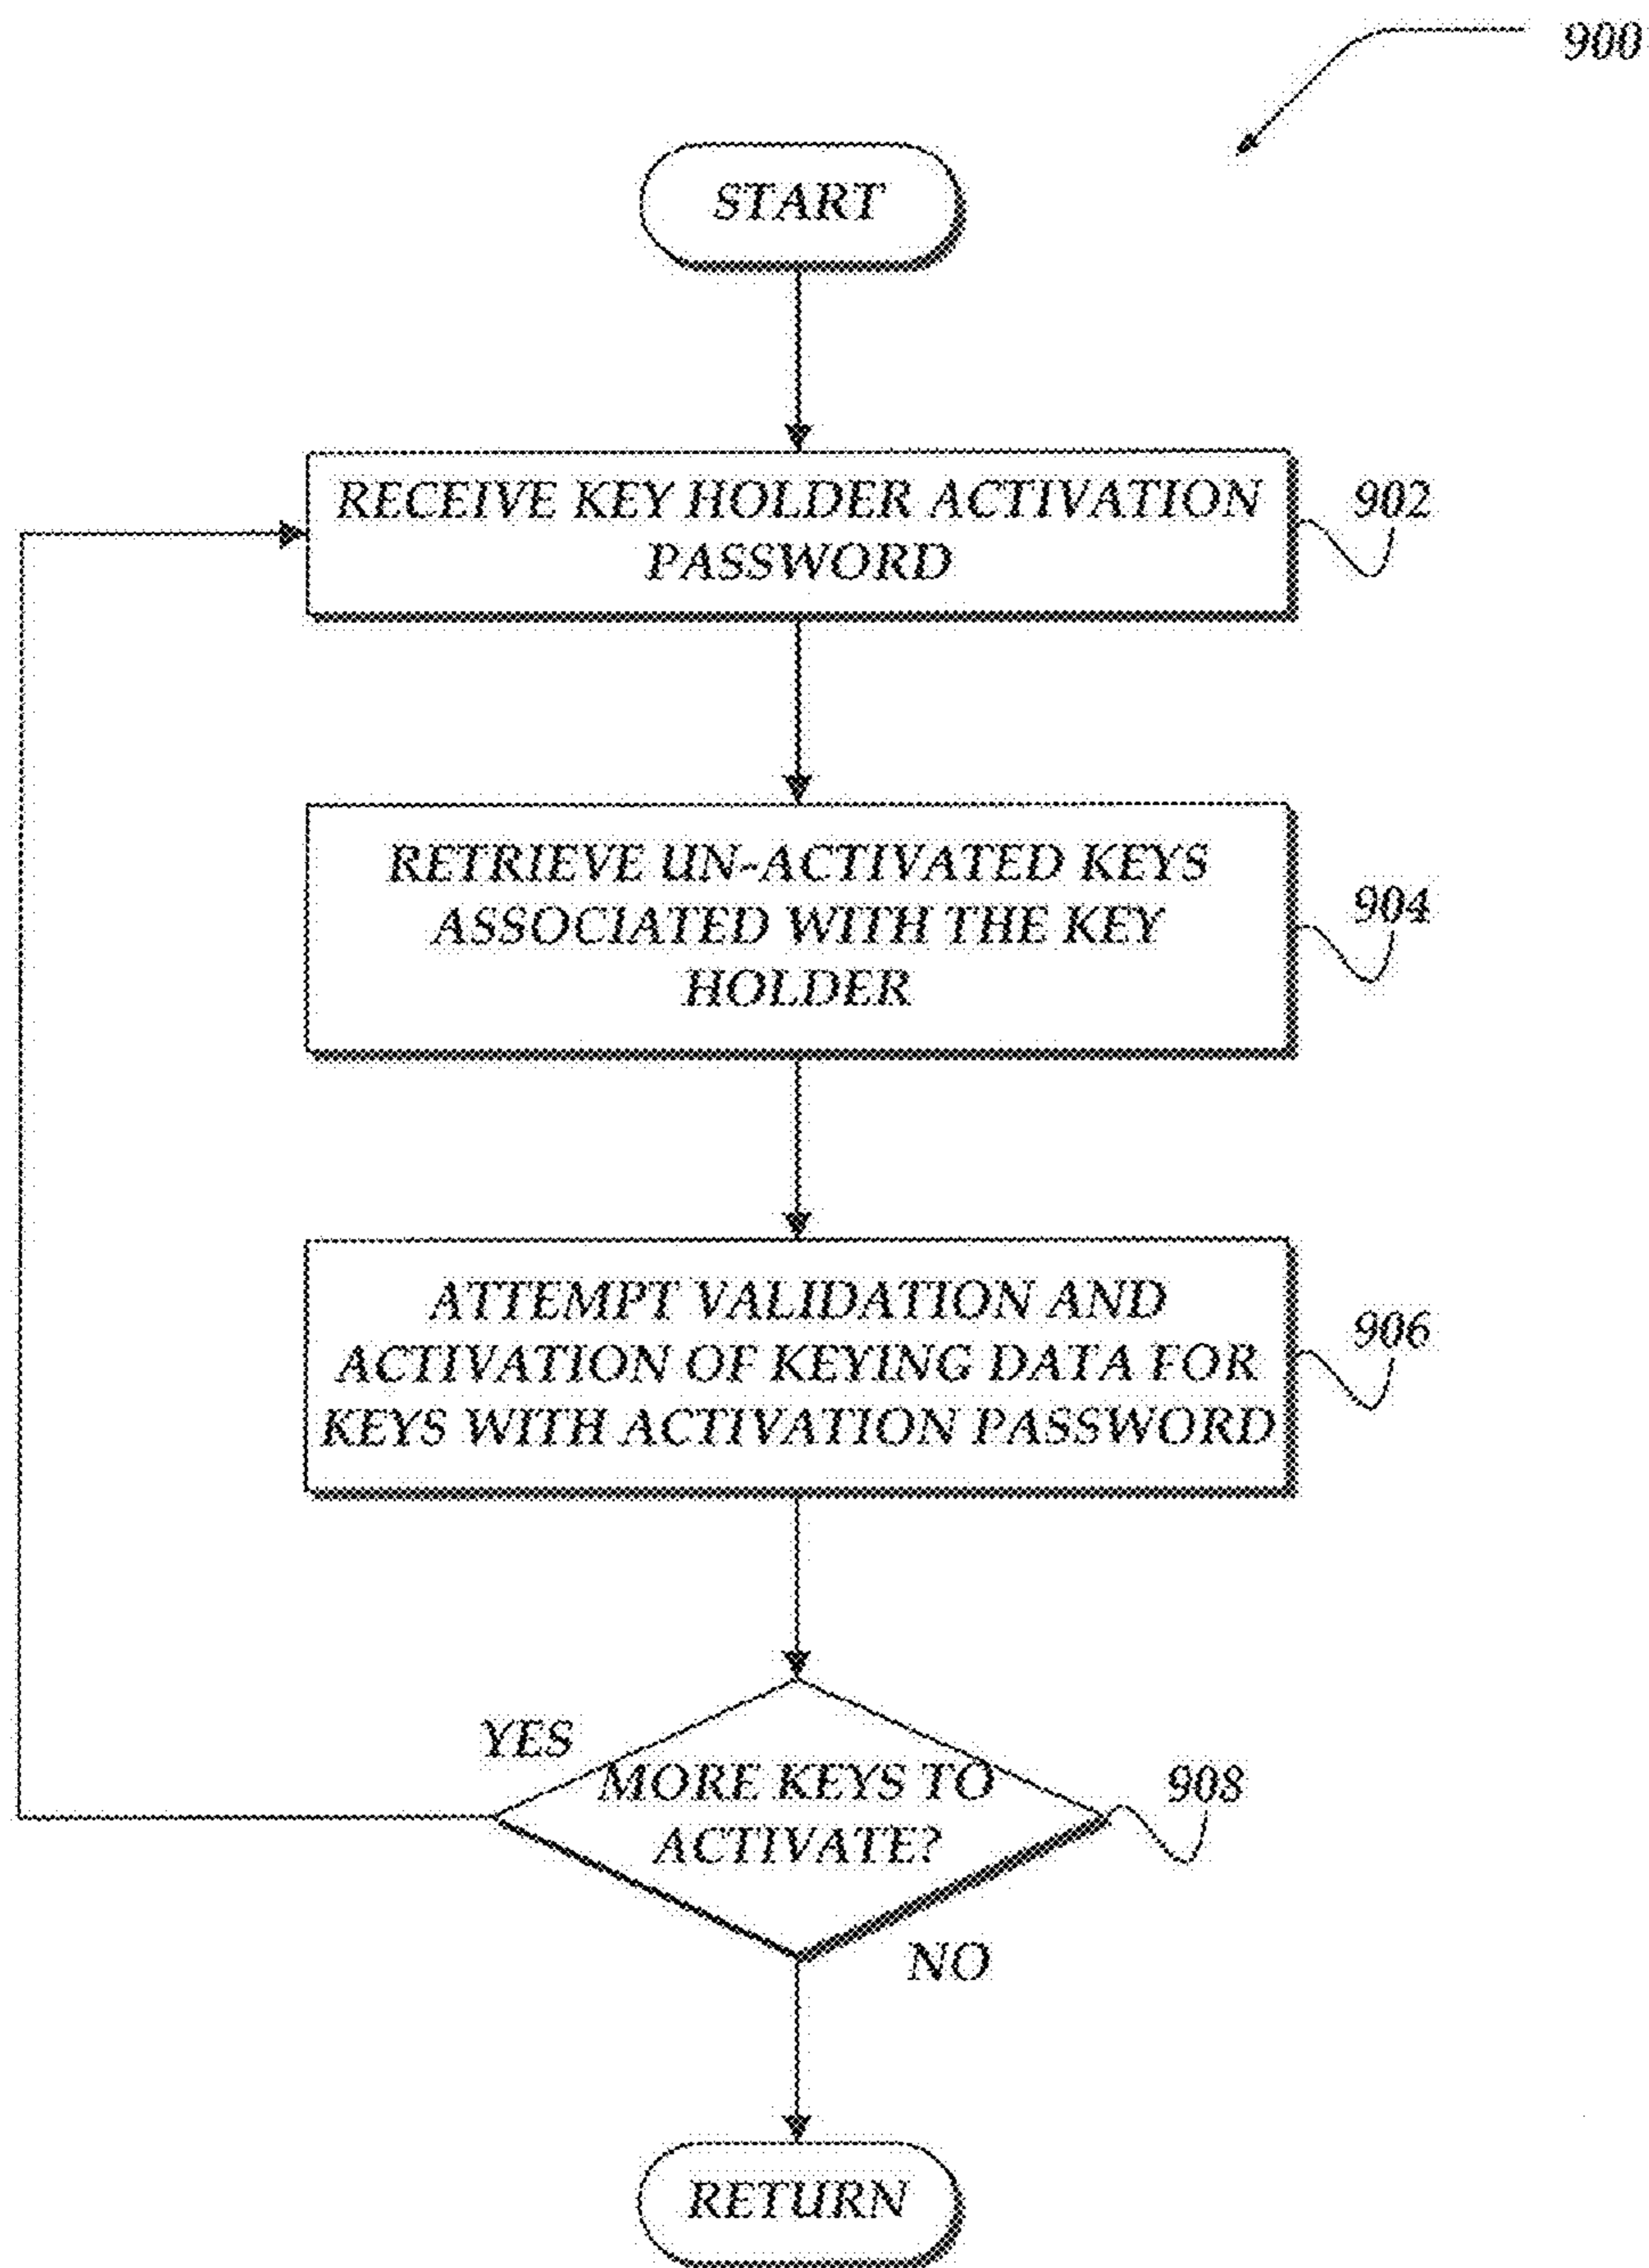 900
START
RECEIVE KEY HOLDER ACTIVATION
PASSWORD
902
RETRIEVE UN-ACTIVATED KEYS
ASSOCIATED WITH THE KEY
HOLDER
904
ATTEMPT VALIDATION AND
ACTIVATION OF KEYING DATA FOR
KEYS WITH ACTIVATION PASSWORD
906
YES
MORE KEYS TO
ACTIVATE?
908
NO
RETURN